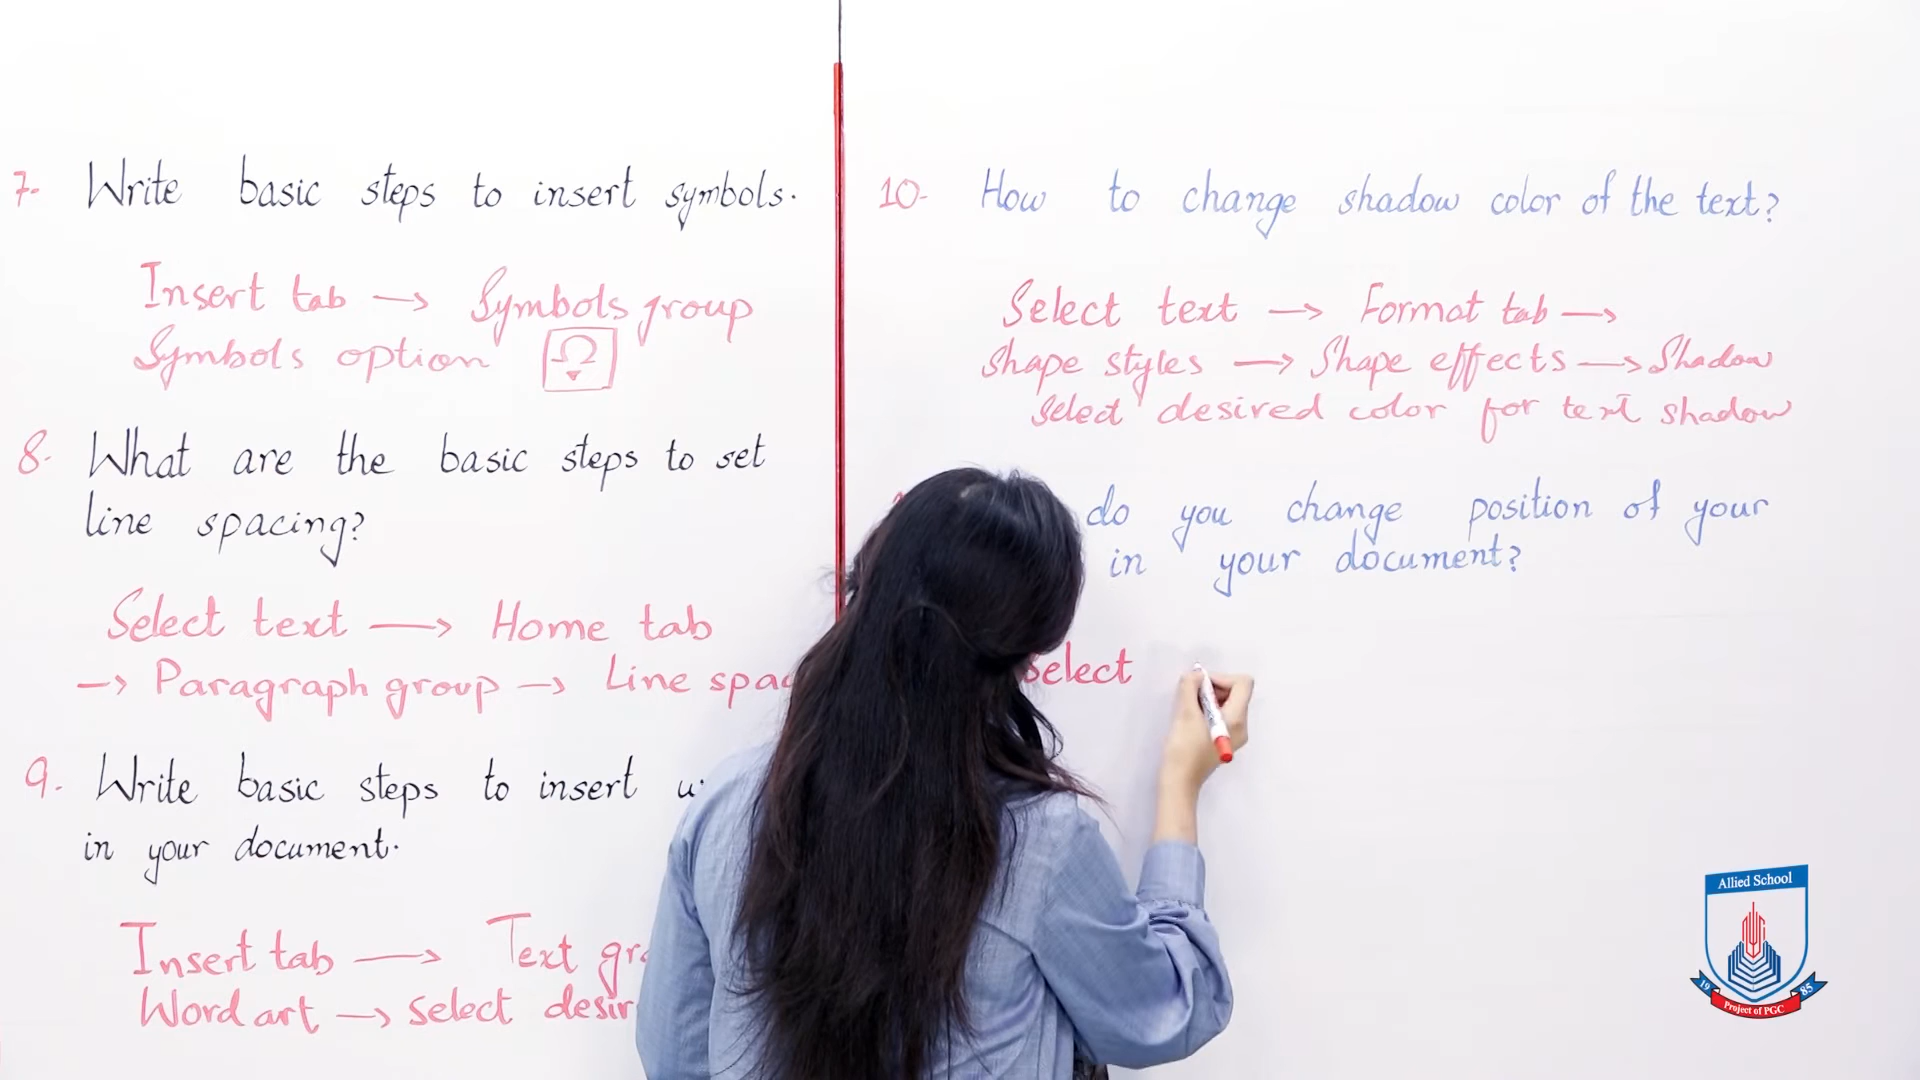 7- Write basic steps to insert symbols.
Insert tab → Symbols group
Symbols option Ω
8- What are the basic steps to set
line spacing?
Select text → Home tab
→ Paragraph group → Line
9- Write basic steps to insert
in your document.
Insert tab → Text
Word art → select
10- How to change shadow color of the text?
Select text → Format tab →
Shape styles → Shape effects → Shadow
Select desired color for text shadow
do you change position of your
in your document?
Select
Allied School
19 85
Project of PGC